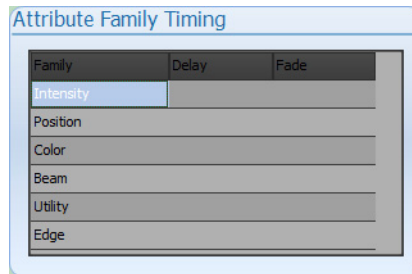 Attribute Family Timing
Family Delay Fade
Intensity
Position
Color
Beam
Utility
Edge